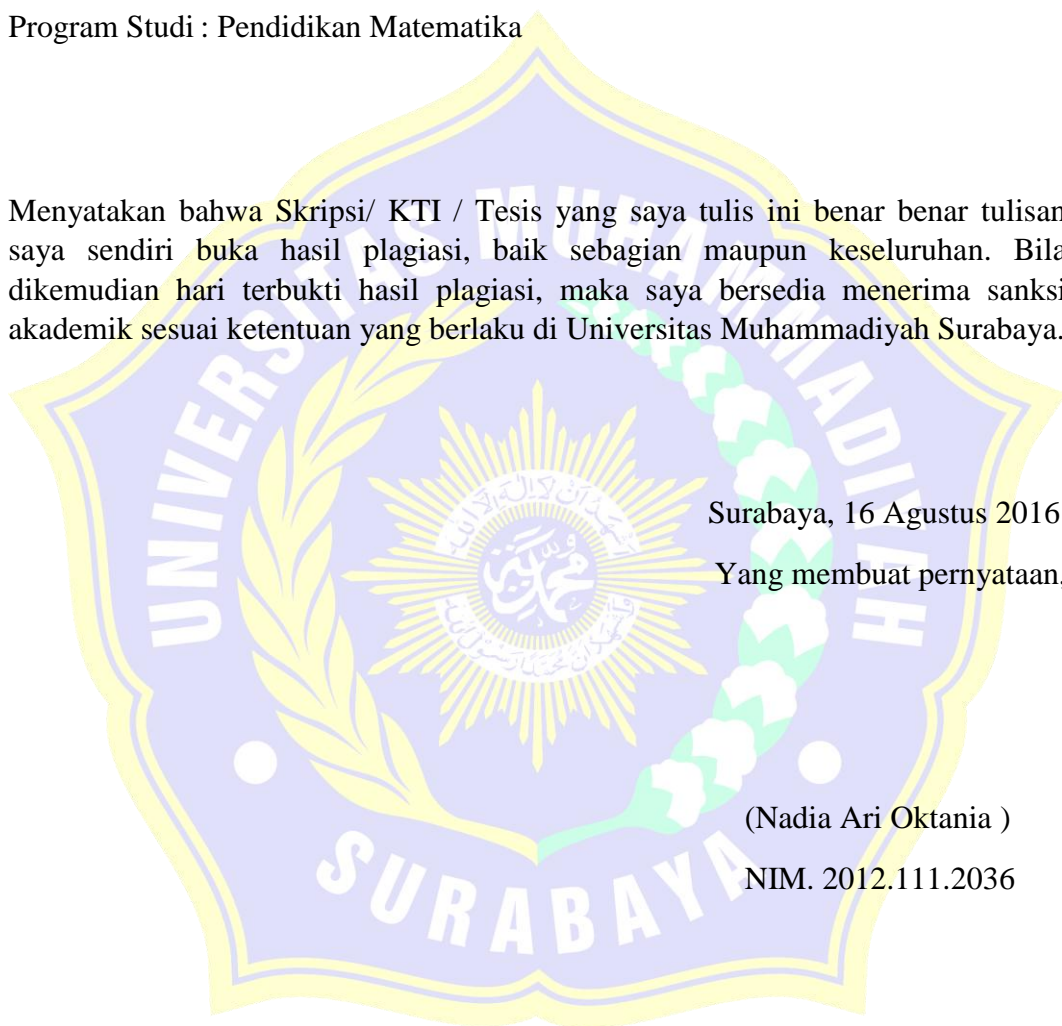 Program Studi : Pendidikan Matematika
Menyatakan bahwa Skripsi/ KTI / Tesis yang saya tulis ini benar benar tulisan
saya sendiri buka hasil plagiasi, baik sebagian maupun keseluruhan. Bila
dikemudian hari terbukti hasil plagiasi, maka saya bersedia menerima sanksi
akademik sesuai ketentuan yang berlaku di Universitas Muhammadiyah Surabaya.
UNIVERSITAS MUHAMMADIYAH
محمد
Surabaya, 16 Agustus 2016
Yang membuat pernyataan,
(Nadia Ari Oktania )
NIM. 2012.111.2036
SURABAYA